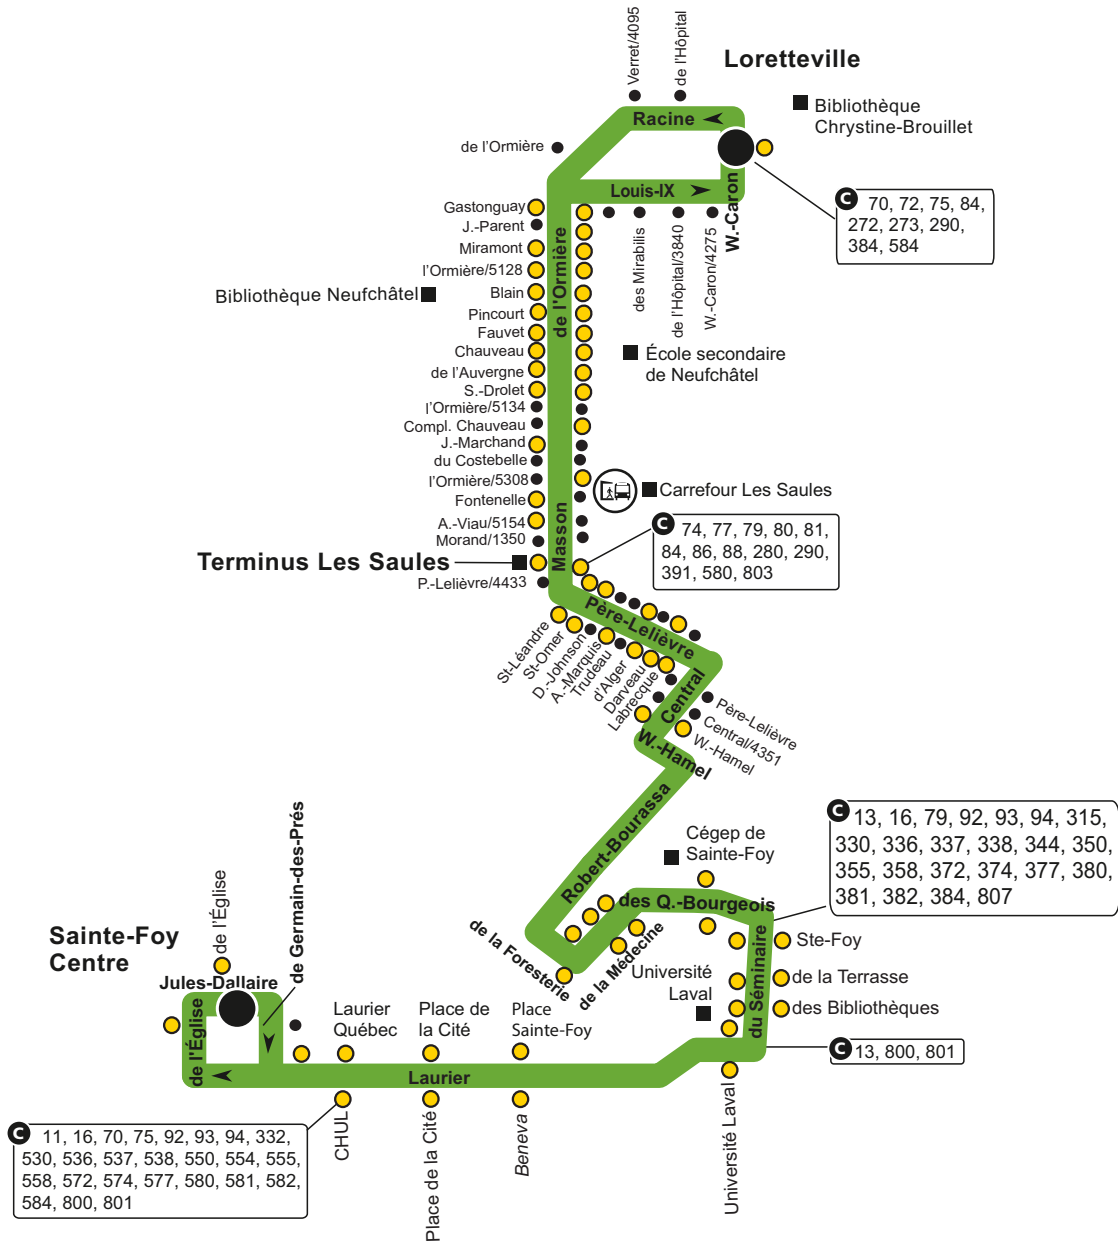 Verret/4095
de l'Hôpital
Loretteville
Bibliothèque
Chrystine-Brouillet
Racine
de l'Ormière
Louis-IX
W.-Caron
C 70, 72, 75, 84,
272, 273, 290,
384, 584
Gastonguay
J.-Parent
Miramont
l'Ormière/5128
Blain
Pincourt
Fauvet
Chauveau
de l'Auvergne
S.-Drolet
l'Ormière/5134
Compl. Chauveau
J.-Marchand
du Costebelle
l'Ormière/5308
Fontenelle
A.-Viau/5154
Morand/1350
Bibliothèque Neufchâtel
de l'Ormière
des Mirabilis
de l'Hôpital/3840
W.-Caron/4275
École secondaire
de Neufchâtel
Carrefour Les Saules
Masson
C 74, 77, 79, 80, 81,
84, 86, 88, 280, 290,
391, 580, 803
Terminus Les Saules
P.-Lelièvre/4433
Père-Lelièvre
St-Léandre
St-Omer
D.-Johnson
A.-Marquis
Trudeau
d'Alger
Darveau
Labrecque
Central
Père-Lelièvre
Central/4351
W.-Hamel
W.-Hamel
Robert-Bourassa
Cégep de
Sainte-Foy
C 13, 16, 79, 92, 93, 94, 315,
330, 336, 337, 338, 344, 350,
355, 358, 372, 374, 377, 380,
381, 382, 384, 807
des Q.-Bourgeois
de la Foresterie
de la Médecine
Université
Laval
du Séminaire
Ste-Foy
de la Terrasse
des Bibliothèques
C 13, 800, 801
Sainte-Foy
Centre
de l'Église
de Germain-des-Prés
Jules-Dallaire
de l'Église
Laurier
Québec
Place de
la Cité
Place
Sainte-Foy
Laurier
CHUL
Place de la Cité
Beneva
Université Laval
C 11, 16, 70, 75, 92, 93, 94, 332,
530, 536, 537, 538, 550, 554, 555,
558, 572, 574, 577, 580, 581, 582,
584, 800, 801